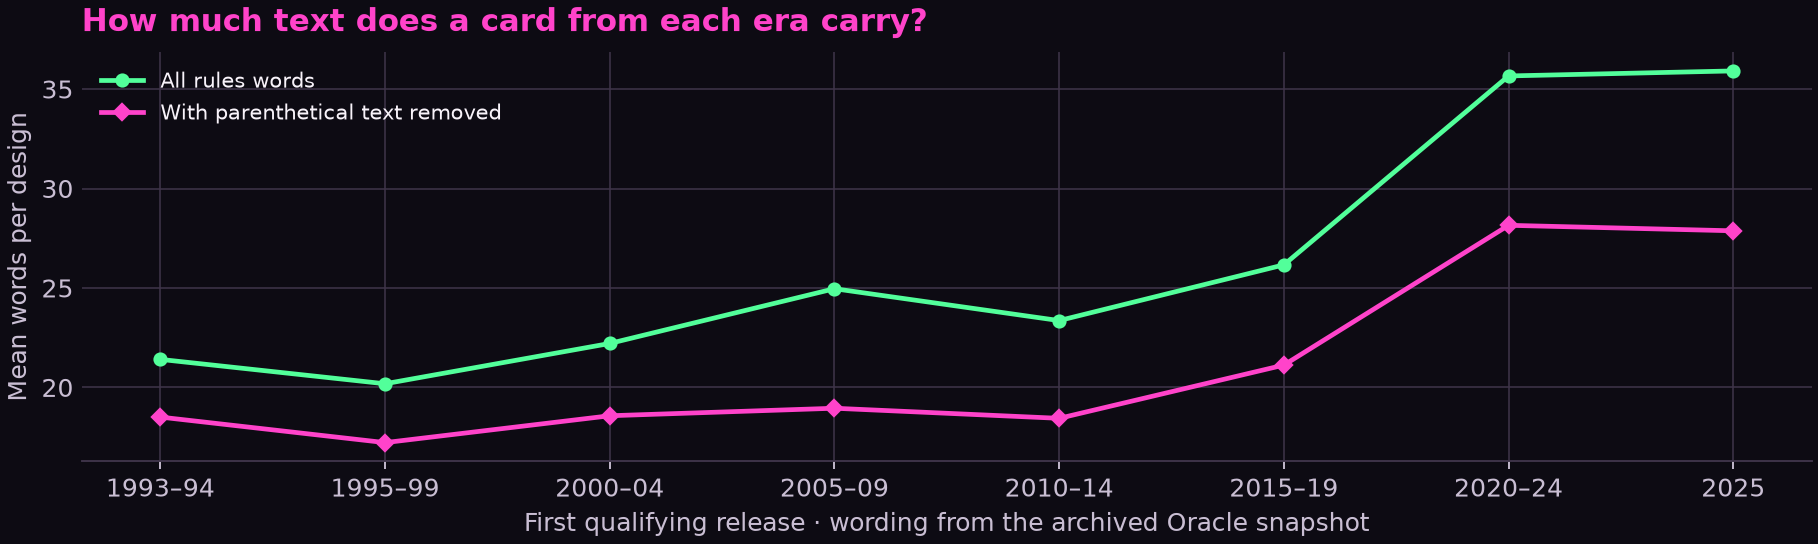 How much text does a card from each era carry?
All rules words
With parenthetical text removed
Mean words per design
35
30
25
20
1993–94 1995–99 2000–04 2005–09 2010–14 2015–19 2020–24 2025
First qualifying release · wording from the archived Oracle snapshot